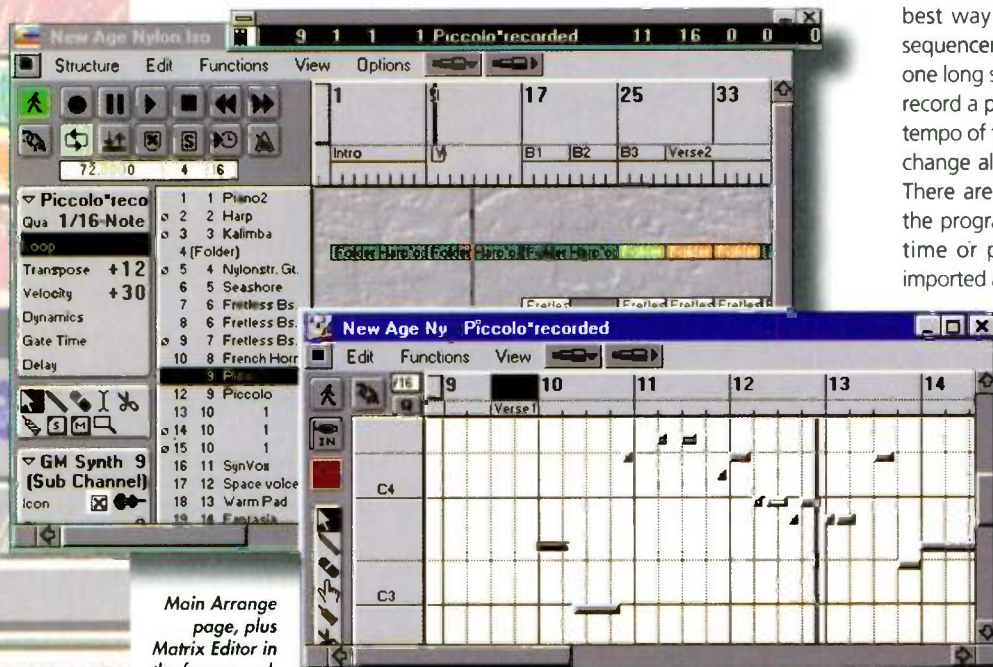 New Age Nylon Iso
9 1 1 1 Piccolo*recorded 11 16 0 0 0
Structure Edit Functions View Options
1 17 25 33
Intro B1 B2 B3 Verse2
4 16
Piccolo*reco
Qua 1/16-Note
Loop
Transpose +12
Velocity +30
Dynamics
Gate Time
Delay
1 1 Piano2
2 2 Harp
3 3 Kalimba
4 (Folder)
5 4 Nylonstr. Gt.
6 5 Seashore
7 6 Fretless Bs.
8 6 Fretless Bs.
9 7 Fretless Bs.
10 8 French Horn
9
12 9 Piccolo
13 10 1
14 10 1
15 10 1
16 11 SynVox
17 12 Space voice
18 13 Warm Pad
19 14 Fantasia
S M
GM Synth 9
(Sub Channel)
Icon
Fretles Fretles Fretled Fretled
New Age Ny Piccolo*recorded
Edit Functions View
/16 9 10 11 12 13 14
Q Verse1
IN
C4
C3
Main Arrange
page, plus
Matrix Editor in
best way
sequencer
one long s
record a p
tempo of
change al
There are
the progra
time or p
imported a